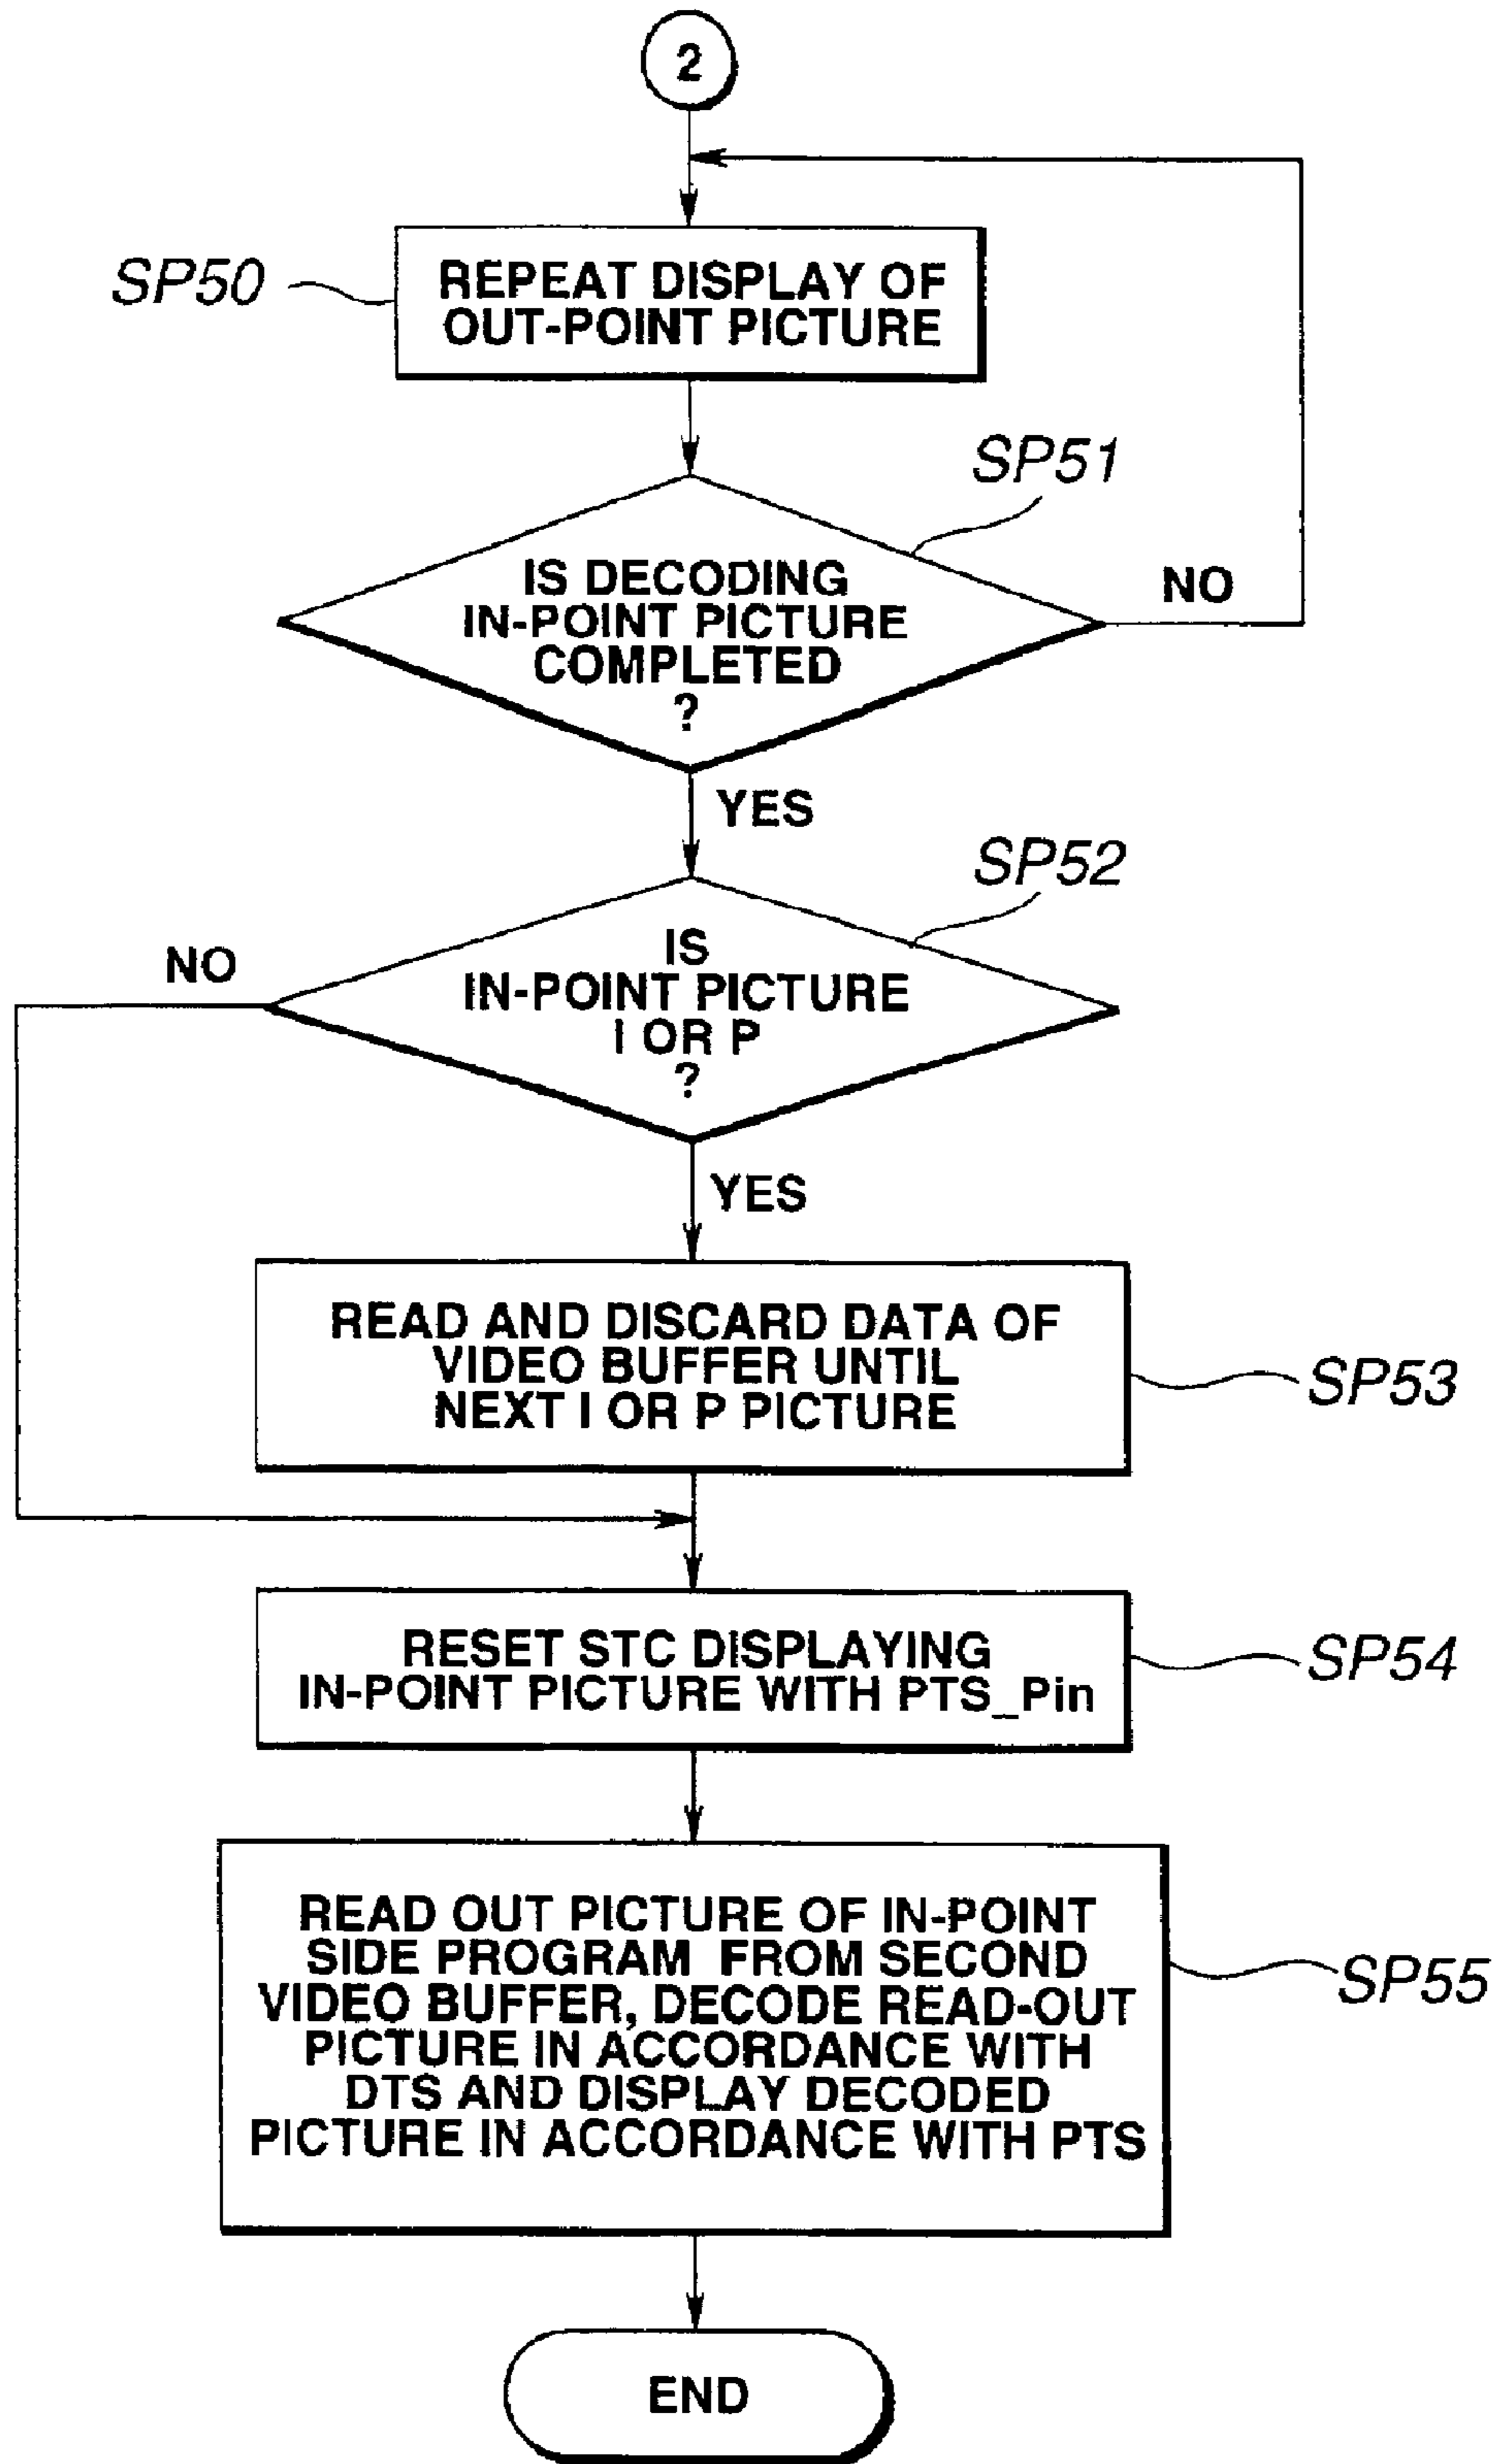 2
SP50
REPEAT DISPLAY OF
OUT-POINT PICTURE
SP51
IS DECODING
IN-POINT PICTURE
COMPLETED
?
NO
YES
SP52
NO
IS
IN-POINT PICTURE
I OR P
?
YES
READ AND DISCARD DATA OF
VIDEO BUFFER UNTIL
NEXT I OR P PICTURE
SP53
RESET STC DISPLAYING
IN-POINT PICTURE WITH PTS_Pin
SP54
READ OUT PICTURE OF IN-POINT
SIDE PROGRAM FROM SECOND
VIDEO BUFFER, DECODE READ-OUT
PICTURE IN ACCORDANCE WITH
DTS AND DISPLAY DECODED
PICTURE IN ACCORDANCE WITH PTS
SP55
END